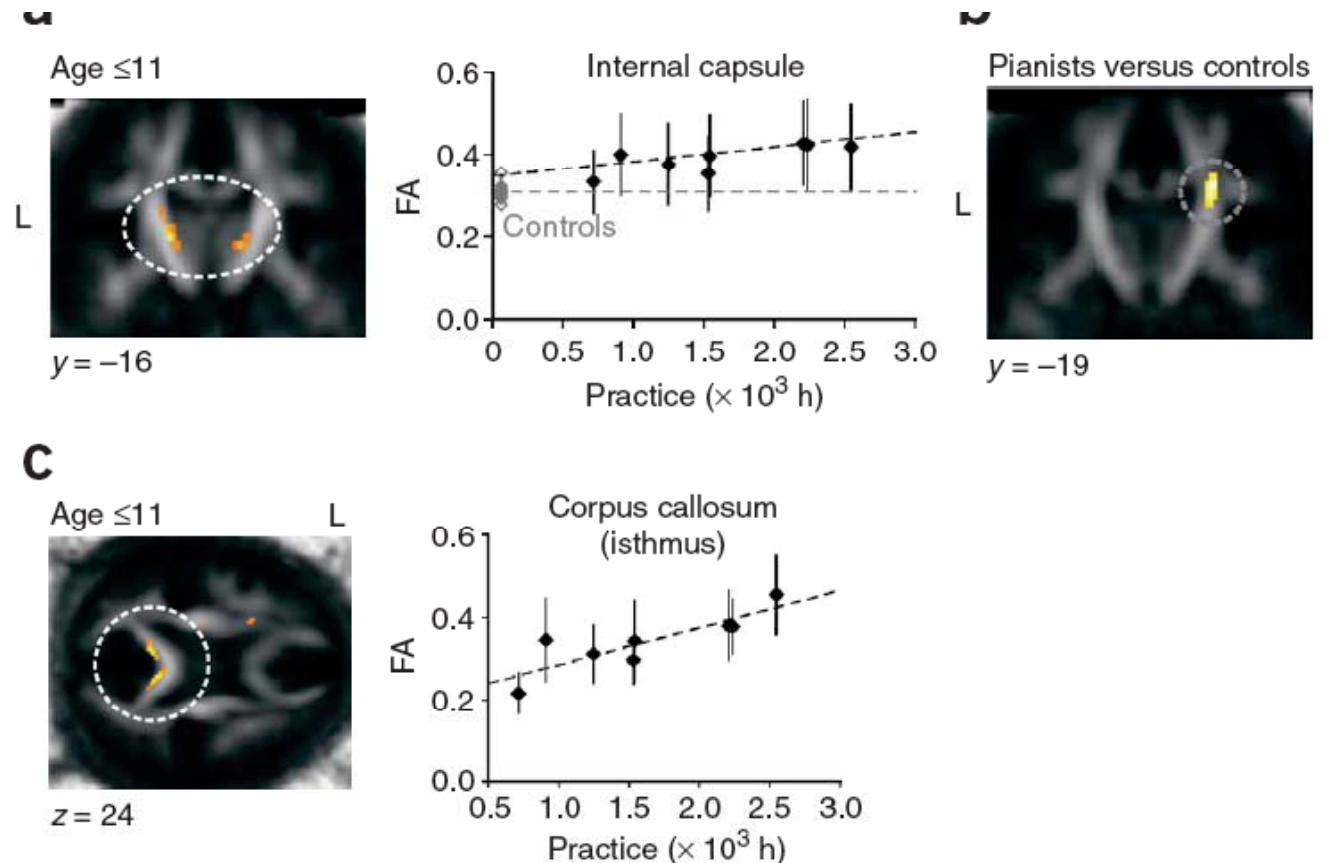 a
b
Age ≤11
L
y = –16
Internal capsule
FA
0.6
0.4
0.2
0.0
Controls
0 0.5 1.0 1.5 2.0 2.5 3.0
Practice (× 10³ h)
Pianists versus controls
L
y = –19
c
Age ≤11 L
z = 24
Corpus callosum
(isthmus)
FA
0.6
0.4
0.2
0.0
0.5 1.0 1.5 2.0 2.5 3.0
Practice (× 10³ h)